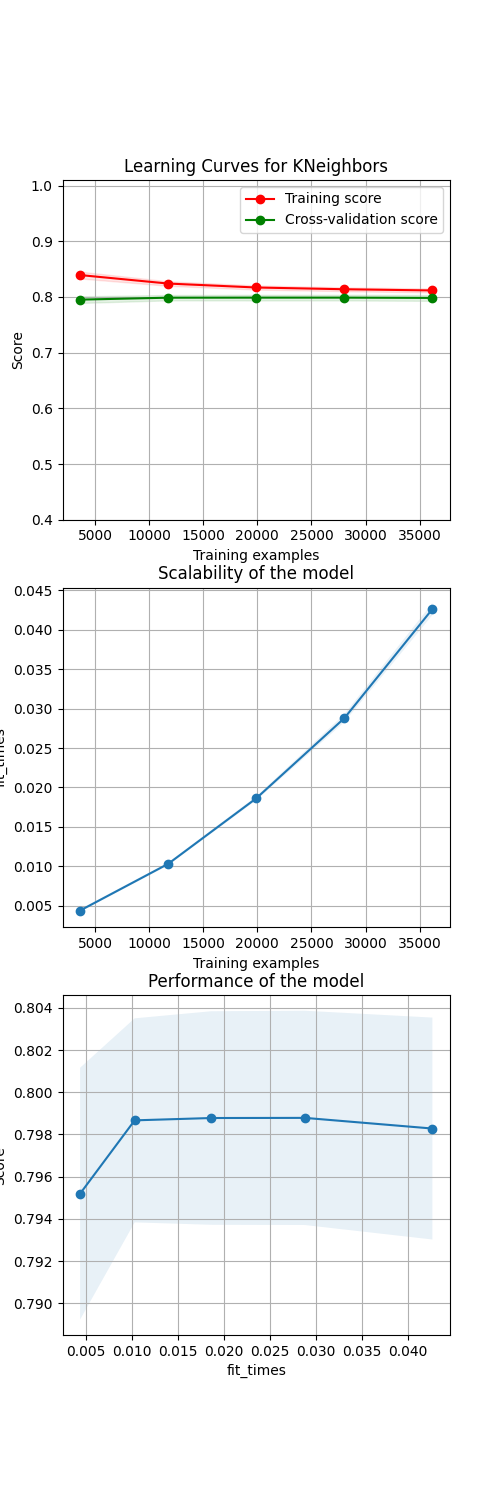 Learning Curves for KNeighbors
1.0
0.9
0.8
0.7
0.6
0.5
0.4
Score
Training score
Cross-validation score
5000 10000 15000 20000 25000 30000 35000
Training examples
Scalability of the model
0.045
0.040
0.035
0.030
0.025
0.020
0.015
0.010
0.005
fit_times
5000 10000 15000 20000 25000 30000 35000
Training examples
Performance of the model
0.804
0.802
0.800
0.798
0.796
0.794
0.792
0.790
Score
0.005 0.010 0.015 0.020 0.025 0.030 0.035 0.040
fit_times